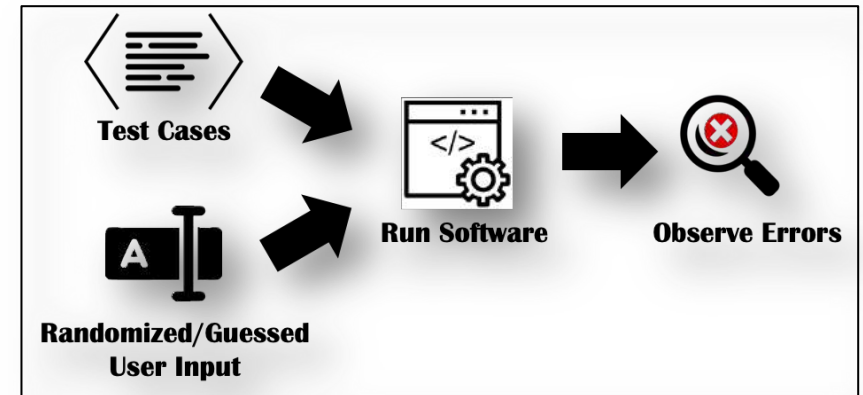 Test Cases
</>
Run Software
Observe Errors
A
Randomized/Guessed
User Input